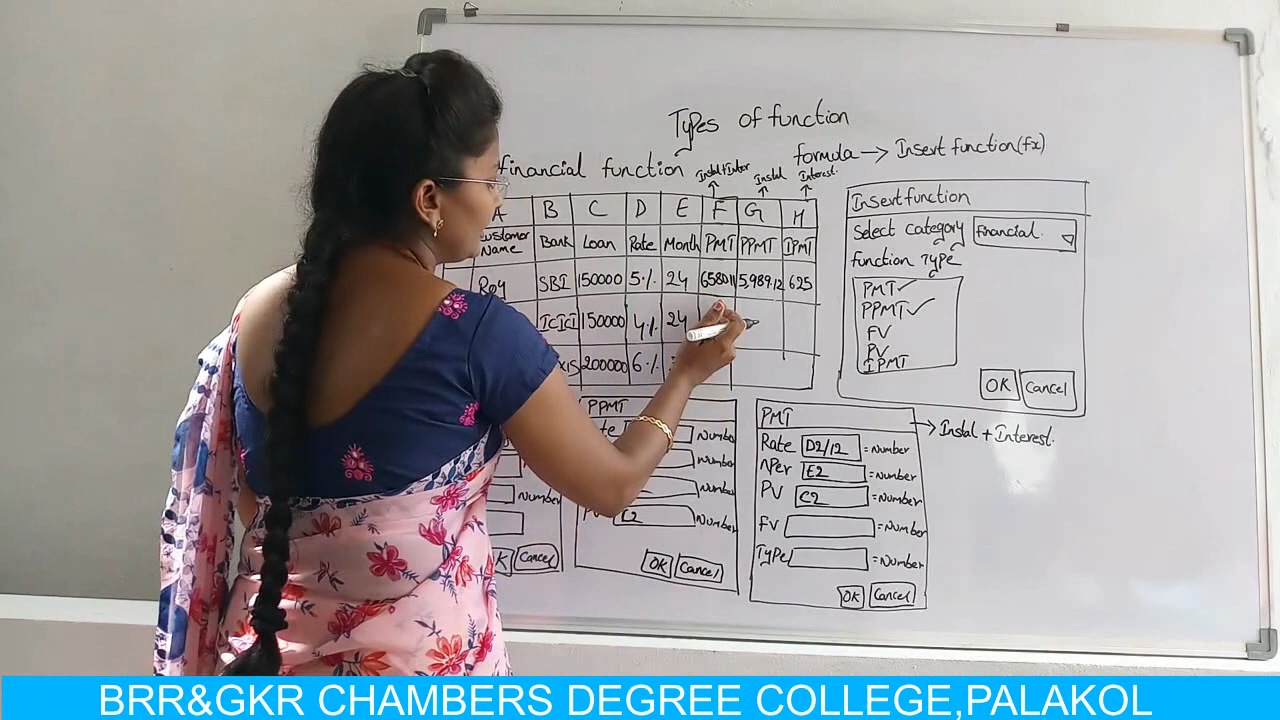 Types of function
financial function
formula → Insert function(fx)
Instal+Inter Instal Interest.
A B C D E F G H
Customer Name Bank Loan Rate Month PMT PPMT IPMT
Roy SBI 150000 5·/. 24 5,989.12 625
ICICI 150000 4·/. 24
200000 6·/.
Insert function
Select category financial.
function Type
PMT✓
PPMT✓
FV
PV
IPMT
OK Cancel
PPMT
Number
Number
Number
C2 Number
OK Cancel
Number
Cancel
PMT → Instal + Interest.
Rate D2/12 = Number
nPer E2 = Number
PV C2 = Number
FV = Number
Type = Number
OK Cancel
BRR&GKR CHAMBERS DEGREE COLLEGE,PALAKOL